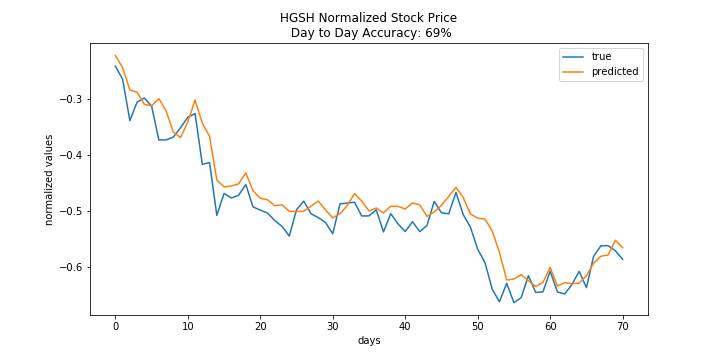 HGSH Normalized Stock Price
Day to Day Accuracy: 69%
true
predicted
normalized values
−0.3
−0.4
−0.5
−0.6
0 10 20 30 40 50 60 70
days